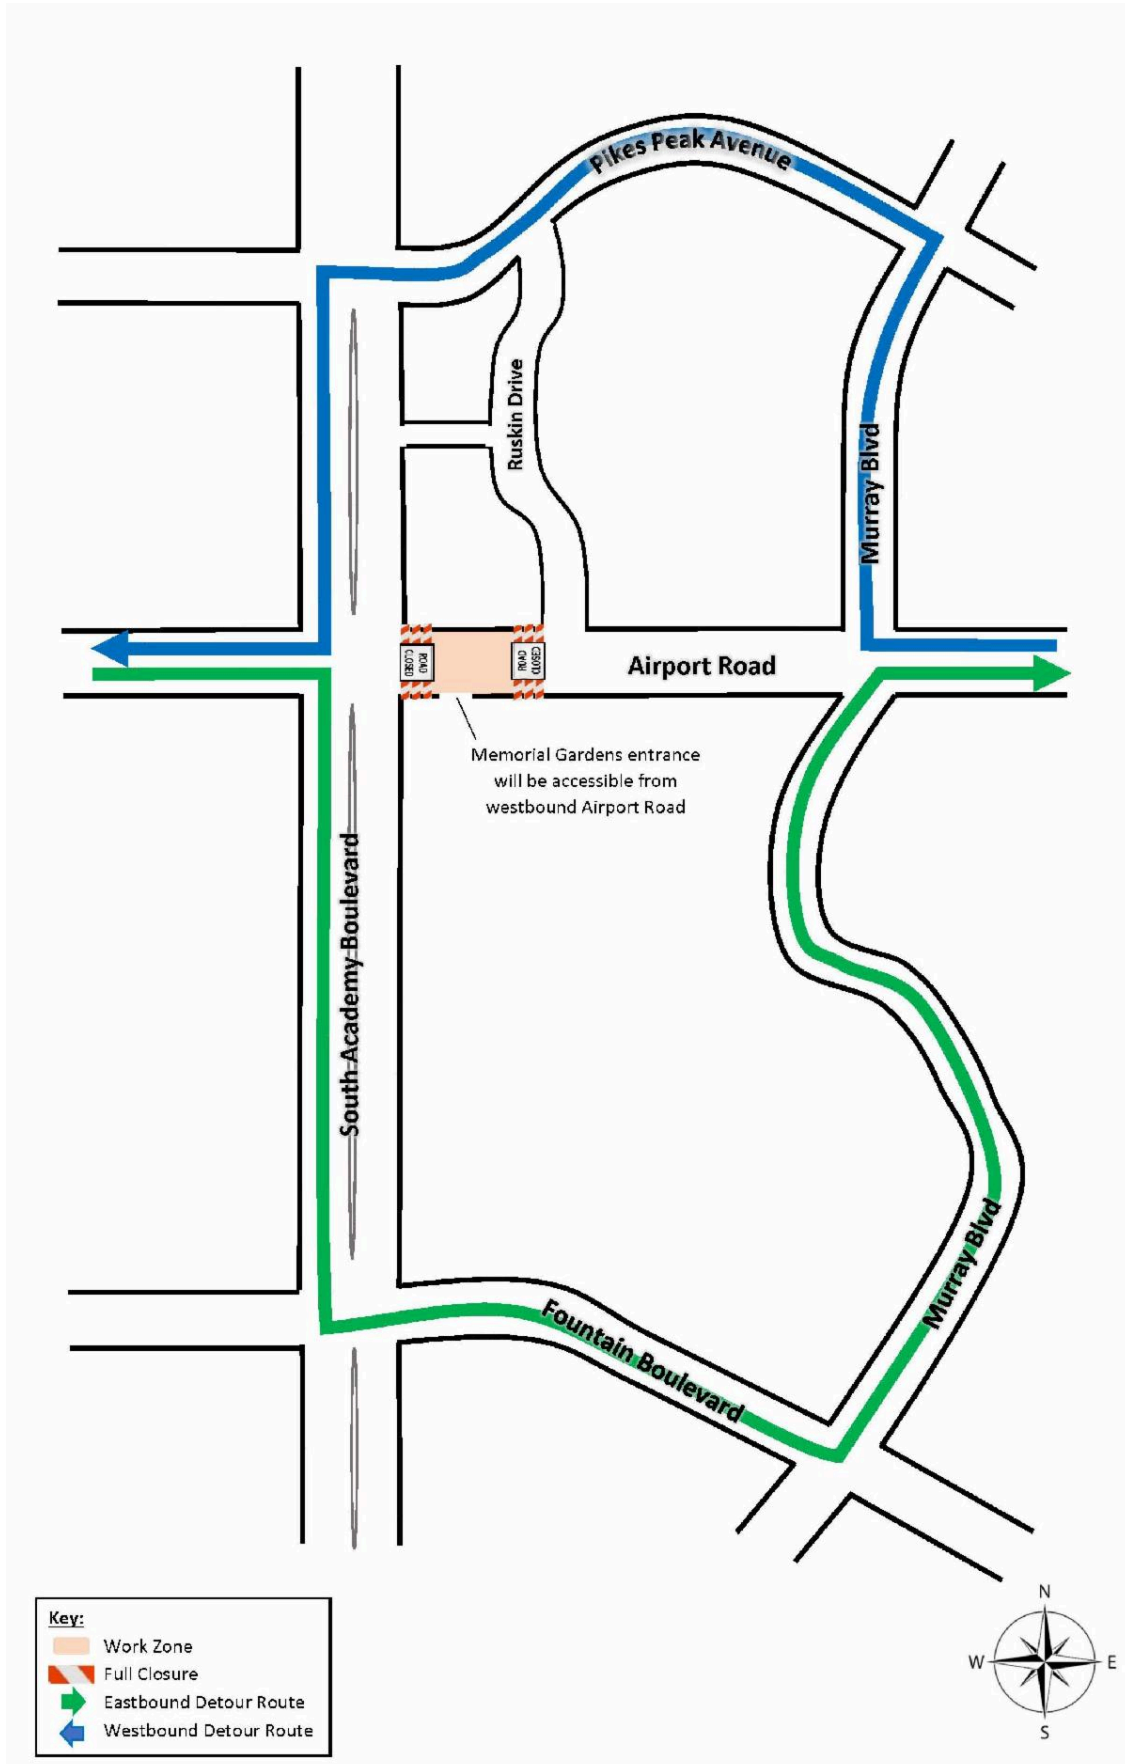 Pikes Peak Avenue
Ruskin Drive
Murray Blvd
ROAD
CLOSED
ROAD
CLOSED
Airport Road
Memorial Gardens entrance
will be accessible from
westbound Airport Road
South Academy Boulevard
Murray Blvd
Fountain Boulevard
Key:
Work Zone
Full Closure
Eastbound Detour Route
Westbound Detour Route
N
W E
S